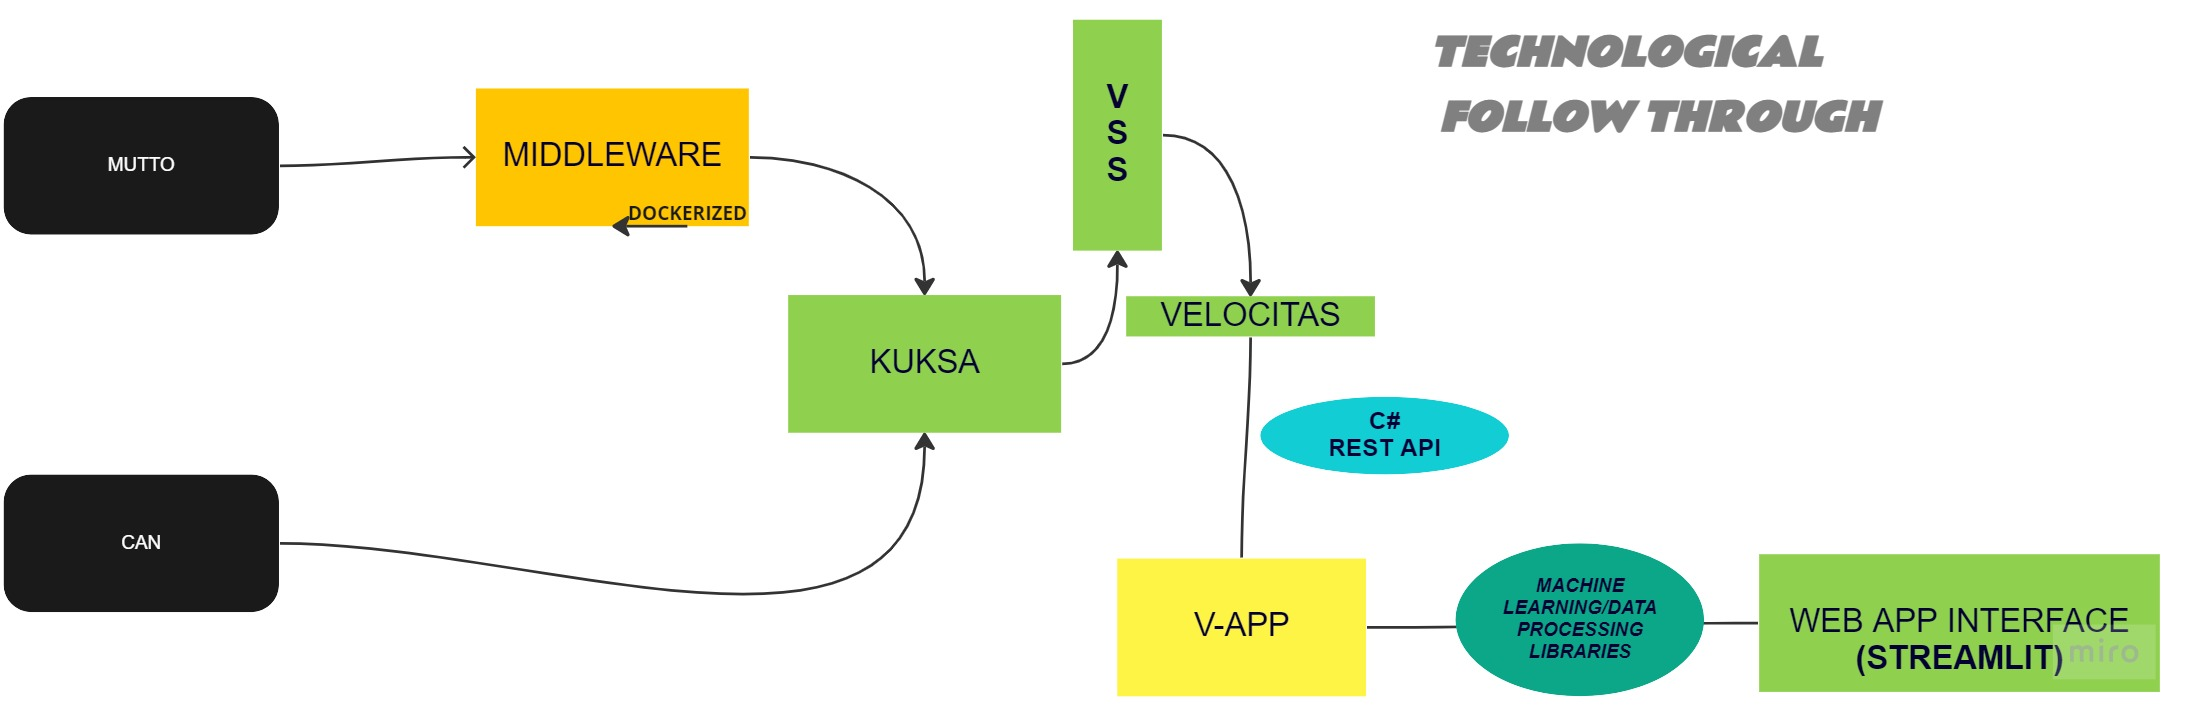 TECHNOLOGICAL
FOLLOW THROUGH
MUTTO
MIDDLEWARE
DOCKERIZED
V
S
S
KUKSA
VELOCITAS
C#
REST API
CAN
V-APP
MACHINE
LEARNING/DATA
PROCESSING
LIBRARIES
WEB APP INTERFACE
(STREAMLIT)
miro